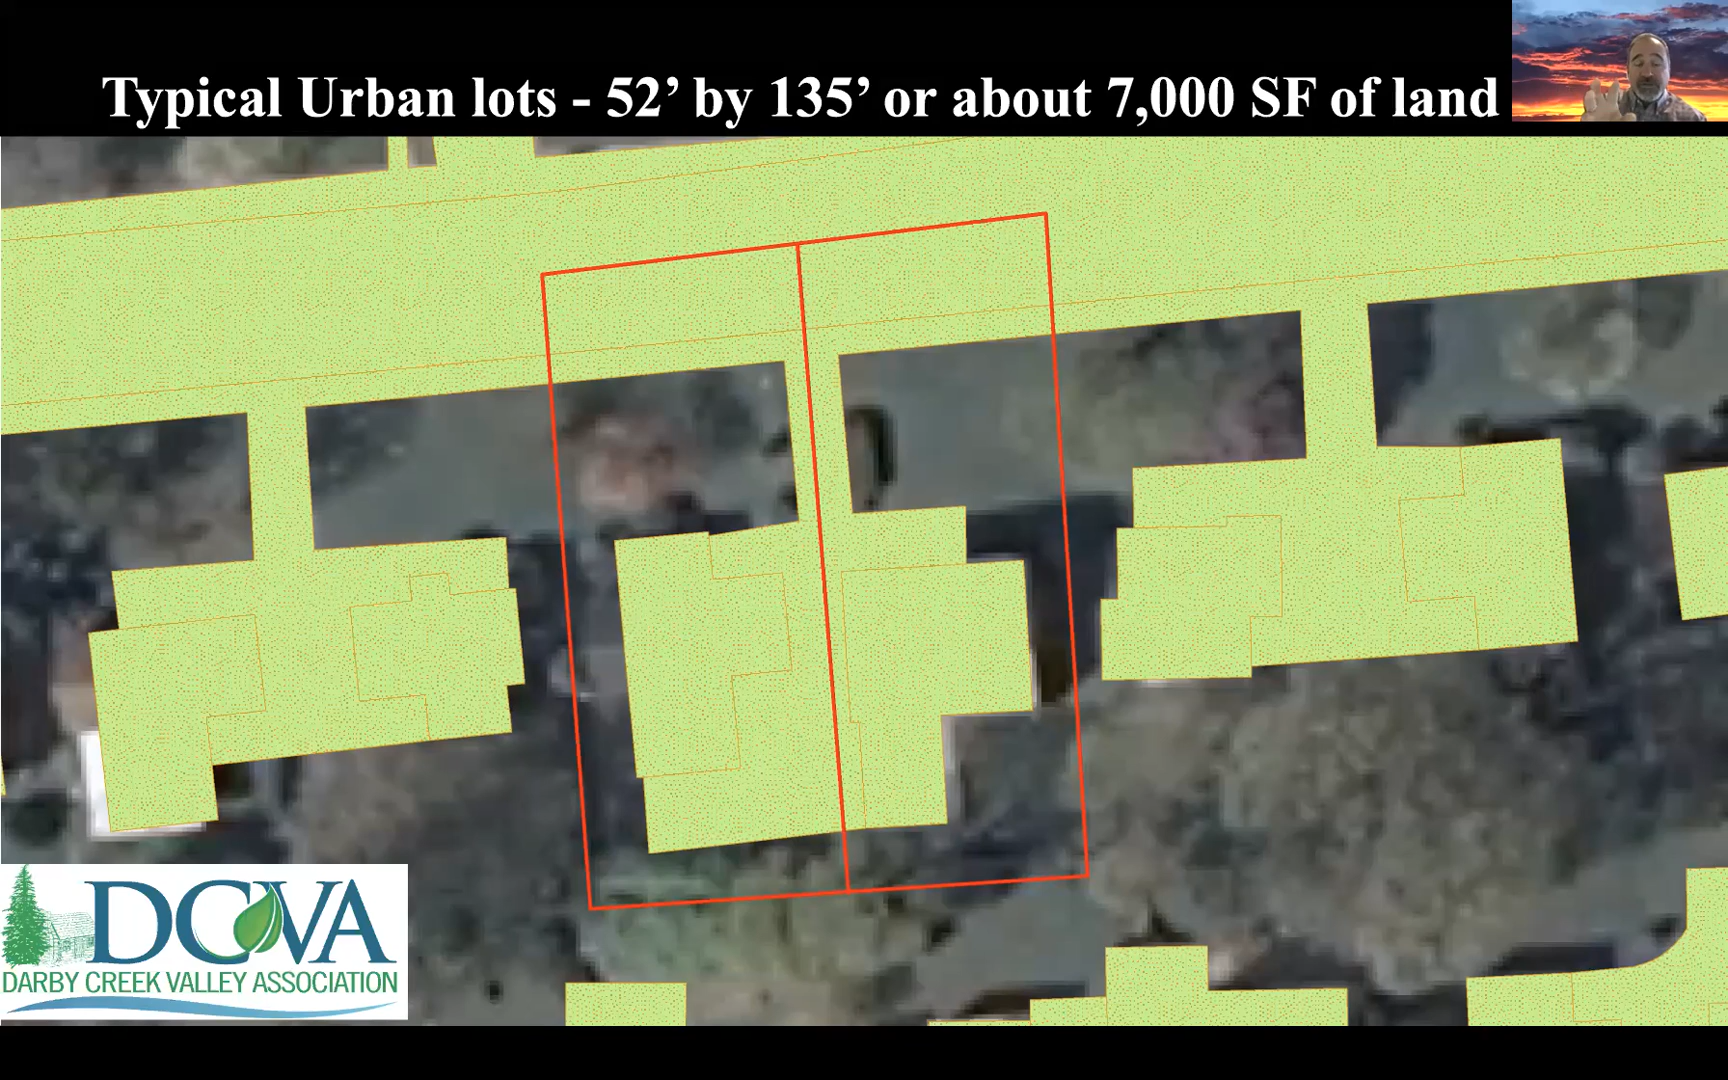 Typical Urban lots - 52’ by 135’ or about 7,000 SF of land
DCVA
DARBY CREEK VALLEY ASSOCIATION